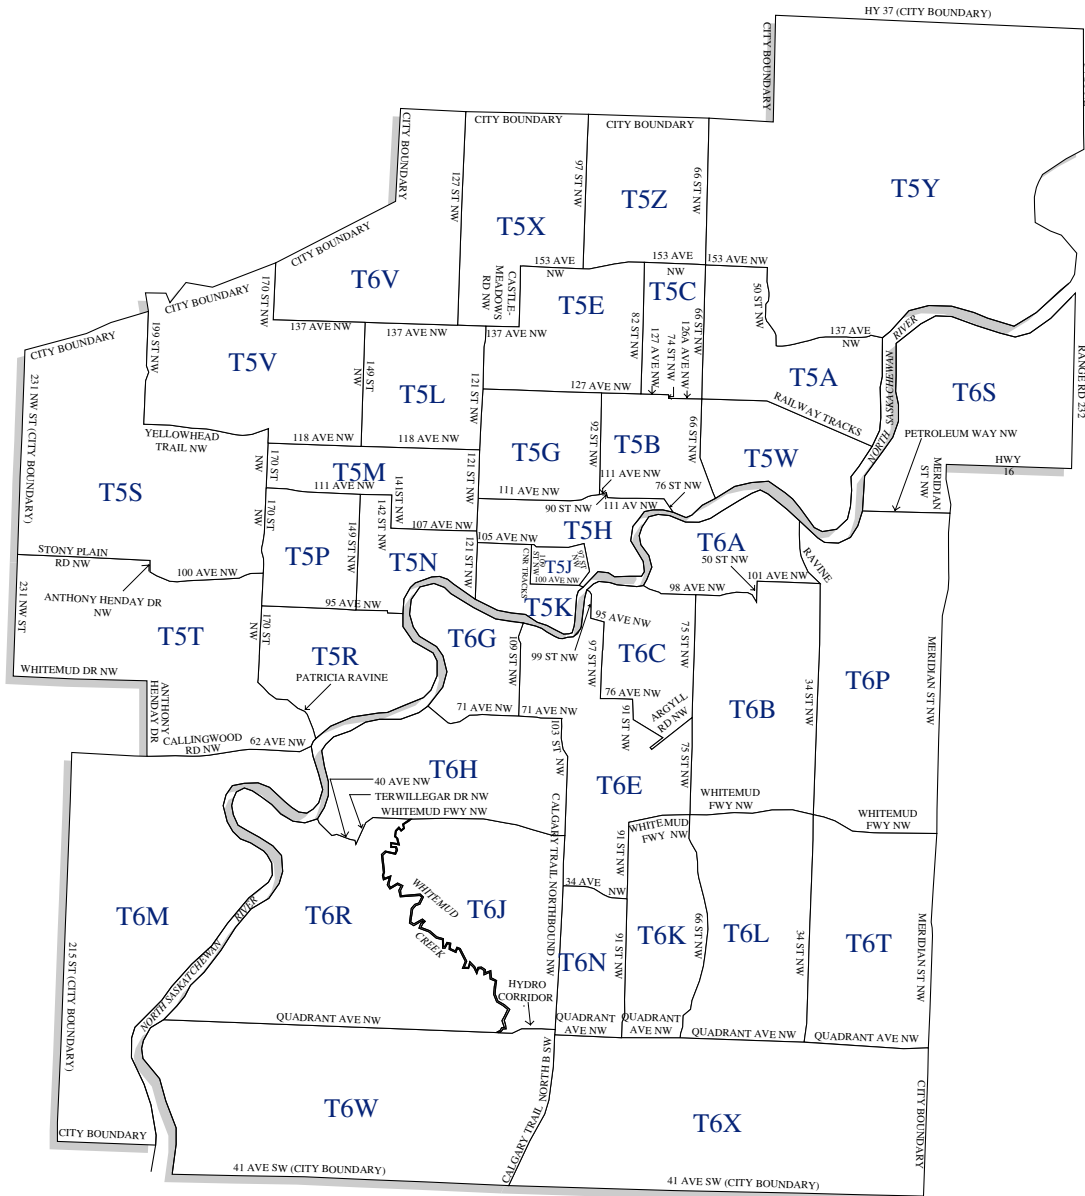 HY 37 (CITY BOUNDARY)
CITY BOUNDARY
CITY BOUNDARY
CITY BOUNDARY
CITY BOUNDARY
127 ST NW
97 ST NW
66 ST NW
T5Y
T5Z
T5X
CITY BOUNDARY
T6V
170 ST NW
CITY BOUNDARY
CASTLE-
MEADOWS
RD NW
153 AVE
NW
153 AVE
NW
153 AVE NW
T5E
T5C
50 ST NW
82 ST NW
127 AVE NW
74 ST NW
126A AVE NW
66 ST NW
137 AVE NW
137 AVE NW
137 AVE NW
137 AVE
NW
RIVER
NORTH SASKATCHEWAN
CITY BOUNDARY
199 ST NW
T5V
149 ST
NW
T5L
121 ST NW
127 AVE NW
T5A
T6S
RANGE RD 232
231 NW ST (CITY BOUNDARY)
RAILWAY TRACKS
PETROLEUM WAY NW
YELLOWHEAD
TRAIL NW
118 AVE NW
118 AVE NW
T5G
92 ST NW
T5B
66 ST NW
T5W
HWY
16
MERIDIAN
ST NW
170 ST
NW
T5M
121 ST NW
111 AVE NW
141 ST NW
T5S
111 AVE NW
111 AVE NW
90 ST NW
111 AV NW
76 ST NW
170 ST
NW
142 ST NW
149 ST NW
107 AVE NW
105 AVE NW
T5H
T6A
50 ST NW
RAVINE
STONY PLAIN
RD NW
100 AVE NW
T5P
T5N
121 ST NW
CNR TRACKS
109
ST NW
T5J
97 ST
NW
100 AVE NW
98 AVE NW
101 AVE NW
ANTHONY HENDAY DR
NW
231 NW ST
95 AVE NW
T5K
95 AVE NW
T5T
170 ST
NW
T5R
T6G
109 ST NW
99 ST NW
97 ST NW
T6C
75 ST NW
34 ST NW
MERIDIAN ST NW
WHITEMUD DR NW
PATRICIA RAVINE
T6P
ANTHONY
HENDAY DR
76 AVE NW
ARGYLL
RD NW
T6B
71 AVE NW
71 AVE NW
91 ST NW
CALLINGWOOD
RD NW
62 AVE NW
103 ST NW
75 ST NW
T6H
40 AVE NW
TERWILLEGAR DR NW
WHITEMUD FWY NW
T6E
WHITEMUD
FWY NW
WHITEMUD
FWY NW
WHITEMUD
FWY NW
CALGARY TRAIL NORTHBOUND NW
91 ST NW
34 AVE
NW
WHITEMUD
CREEK
T6M
T6R
T6J
T6K
T6L
T6T
66 ST NW
34 ST NW
MERIDIAN ST NW
NORTH SASKATCHEWAN
RIVER
215 ST (CITY BOUNDARY)
T6N
91 ST NW
HYDRO
CORRIDOR
QUADRANT AVE NW
QUADRANT
AVE NW
QUADRANT
AVE NW
QUADRANT AVE NW
QUADRANT AVE NW
CALGARY TRAIL NORTH B SW
CITY BOUNDARY
T6W
T6X
CITY BOUNDARY
41 AVE SW (CITY BOUNDARY)
41 AVE SW (CITY BOUNDARY)